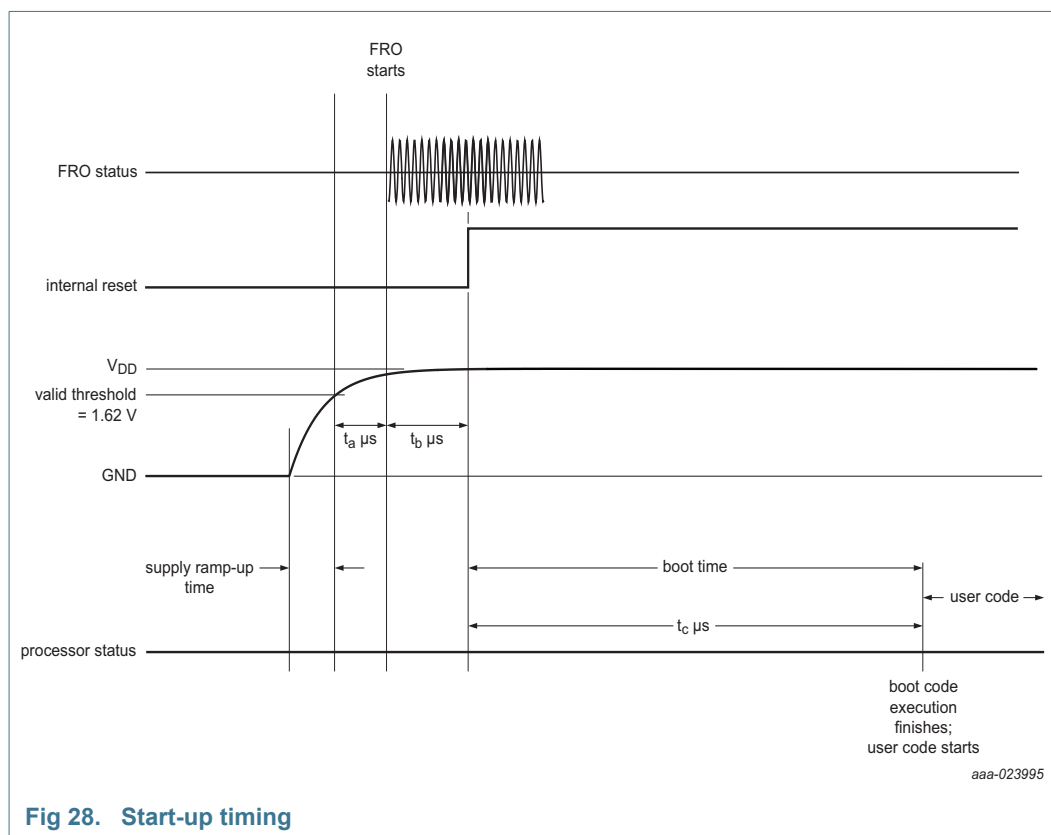 FRO
starts
FRO status
internal reset
VDD
valid threshold
= 1.62 V
ta μs
tb μs
GND
supply ramp-up
time
boot time
user code
tc μs
processor status
boot code
execution
finishes;
user code starts
aaa-023995
Fig 28. Start-up timing